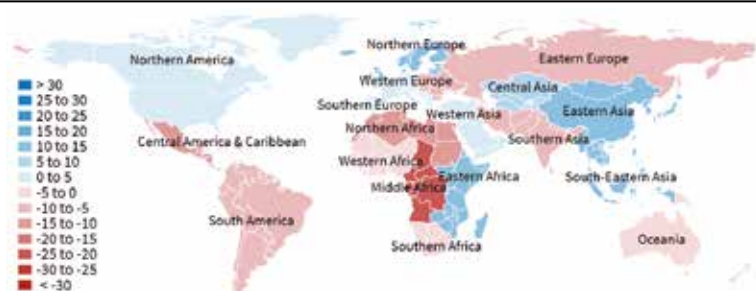 Northern America
Northern Europe
Eastern Europe
Western Europe
Central Asia
Southern Europe
Western Asia
Eastern Asia
Northern Africa
Central America & Caribbean
Southern Asia
Western Africa
Eastern Africa
South-Eastern Asia
Middle Africa
South America
Southern Africa
Oceania
> 30
25 to 30
20 to 25
15 to 20
10 to 15
5 to 10
0 to 5
-5 to 0
-10 to -5
-15 to -10
-20 to -15
-25 to -20
-30 to -25
< -30